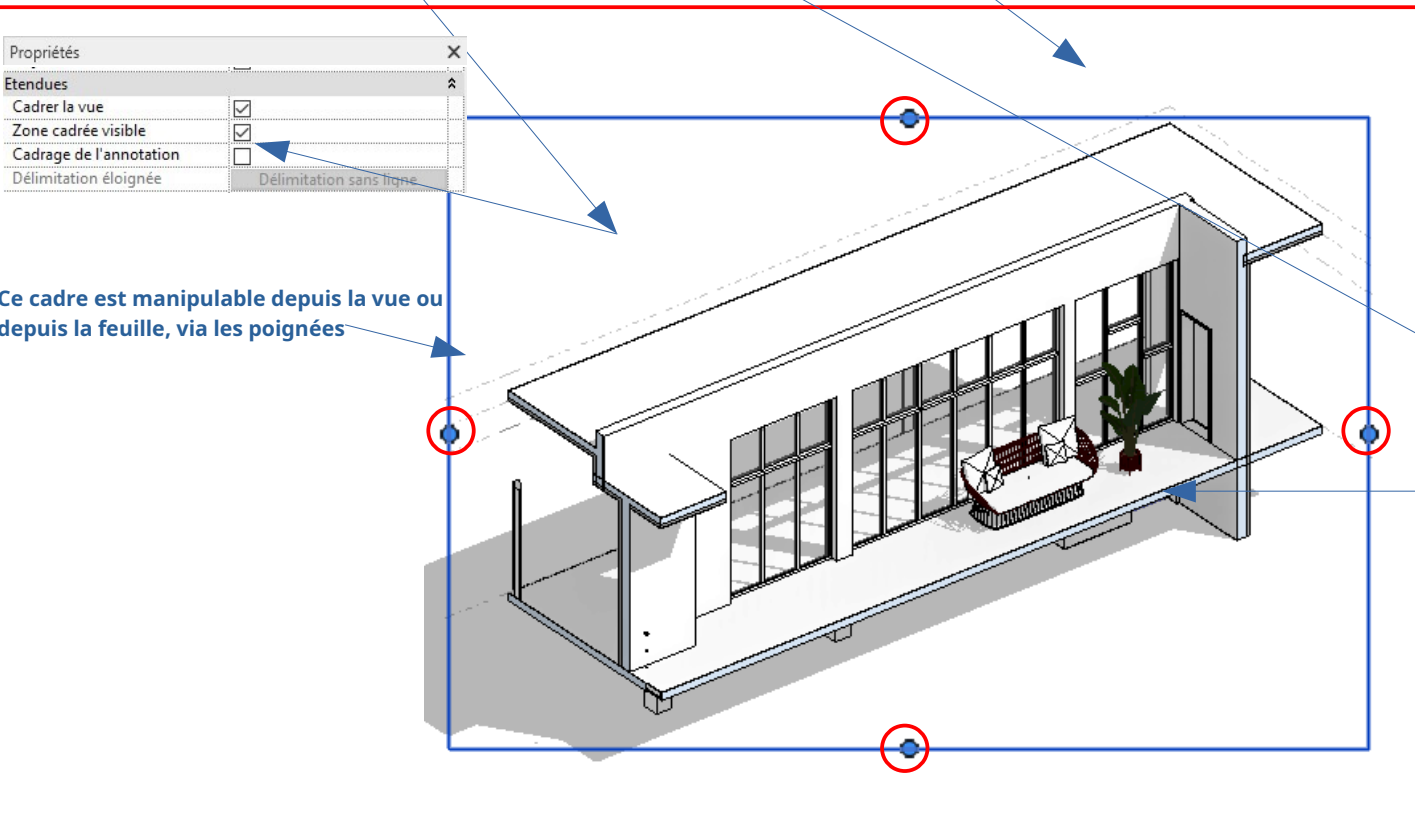 Propriétés
Etendues
Cadrer la vue
Zone cadrée visible
Cadrage de l'annotation
Délimitation éloignée
Délimitation sans ligne
Ce cadre est manipulable depuis la vue ou
depuis la feuille, via les poignées